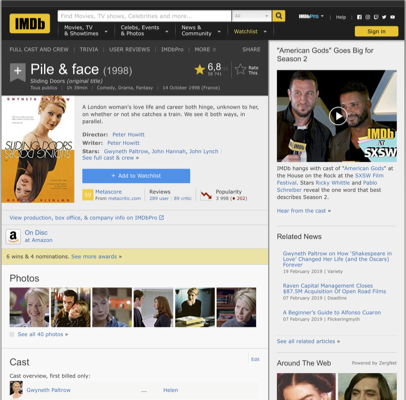 IMDb
Find Movies, TV shows, Celebrities and more...
All
IMDbPro
Help
Movies, TV & Showtimes
Celebs, Events & Photos
News & Community
Watchlist
Sign in
FULL CAST AND CREW | TRIVIA | USER REVIEWS | IMDbPro | MORE
SHARE
Pile & face (1998)
Sliding Doors (original title)
Tous publics | 1h 39min | Comedy, Drama, Fantasy | 14 October 1998 (France)
6,8
Rate This
GWYNETH PALTROW
SLIDING DOORS
A London woman's love life and career both hinge, unknown to her,
on whether or not she catches a train. We see it both ways, in
parallel.
Director: Peter Howitt
Writer: Peter Howitt
Stars: Gwyneth Paltrow, John Hannah, John Lynch |
See full cast & crew »
+ Add to Watchlist
Metascore
From metacritic.com
Reviews
289 user | 89 critic
Popularity
3 998 ( 202)
View production, box office, & company info on IMDbPro
On Disc
at Amazon
6 wins & 4 nominations. See more awards »
Photos
See all 40 photos »
Cast
Edit
Cast overview, first billed only:
Gwyneth Paltrow ... Helen
"American Gods" Goes Big for
Season 2
IMDb
at
SXSW
IMDb hangs with cast of "American Gods" at
the House on the Rock at the SXSW Film
Festival. Stars Ricky Whittle and Pablo
Schreiber reveal the one word that best
describes Season 2.
Hear from the cast »
Related News
Gwyneth Paltrow on How 'Shakespeare in
Love' Changed Her Life (and the Oscars)
Forever
19 February 2019 | Variety
Raven Capital Management Closes
$87.5M Acquisition Of Open Road Films
07 February 2019 | Deadline
A Beginner's Guide to Alfonso Cuaron
07 February 2019 | Flickeringmyth
See all related articles »
Around The Web
Powered by ZergNet